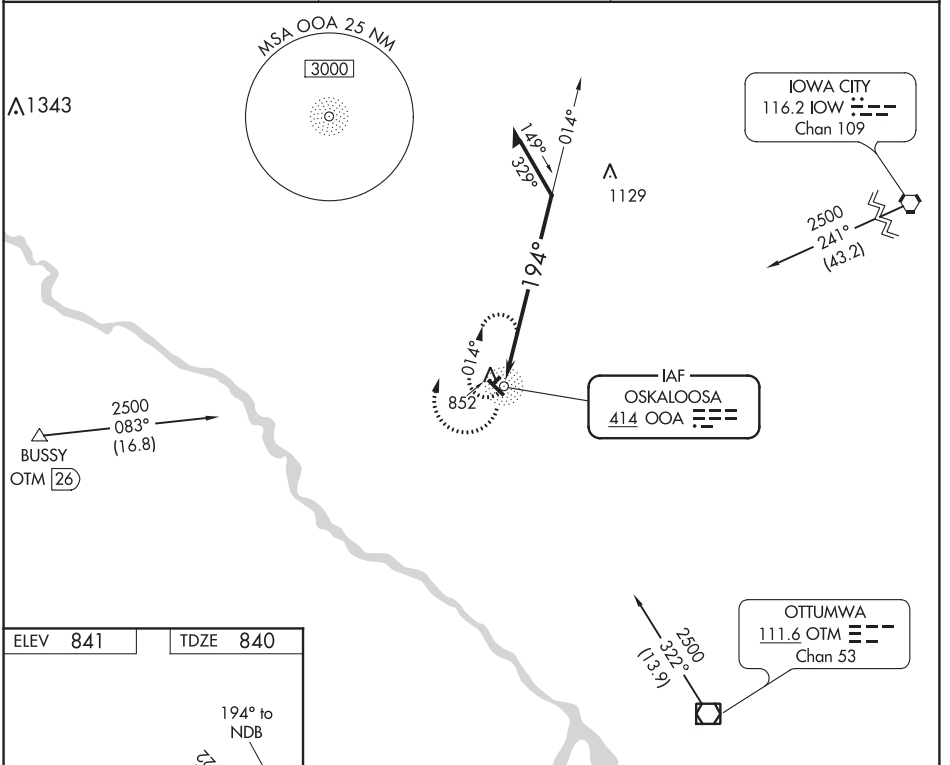 MSA OOA 25 NM
3000
1343
149°
329°
014°
1129
IOWA CITY
116.2 IOW
Chan 109
2500
241°
(43.2)
194°
014°
852
IAF
OSKALOOSA
414 OOA
2500
083°
(16.8)
BUSSY
OTM 26
2500
322°
(13.9)
OTTUMWA
111.6 OTM
Chan 53
ELEV 841
TDZE 840
194° to
NDB
22